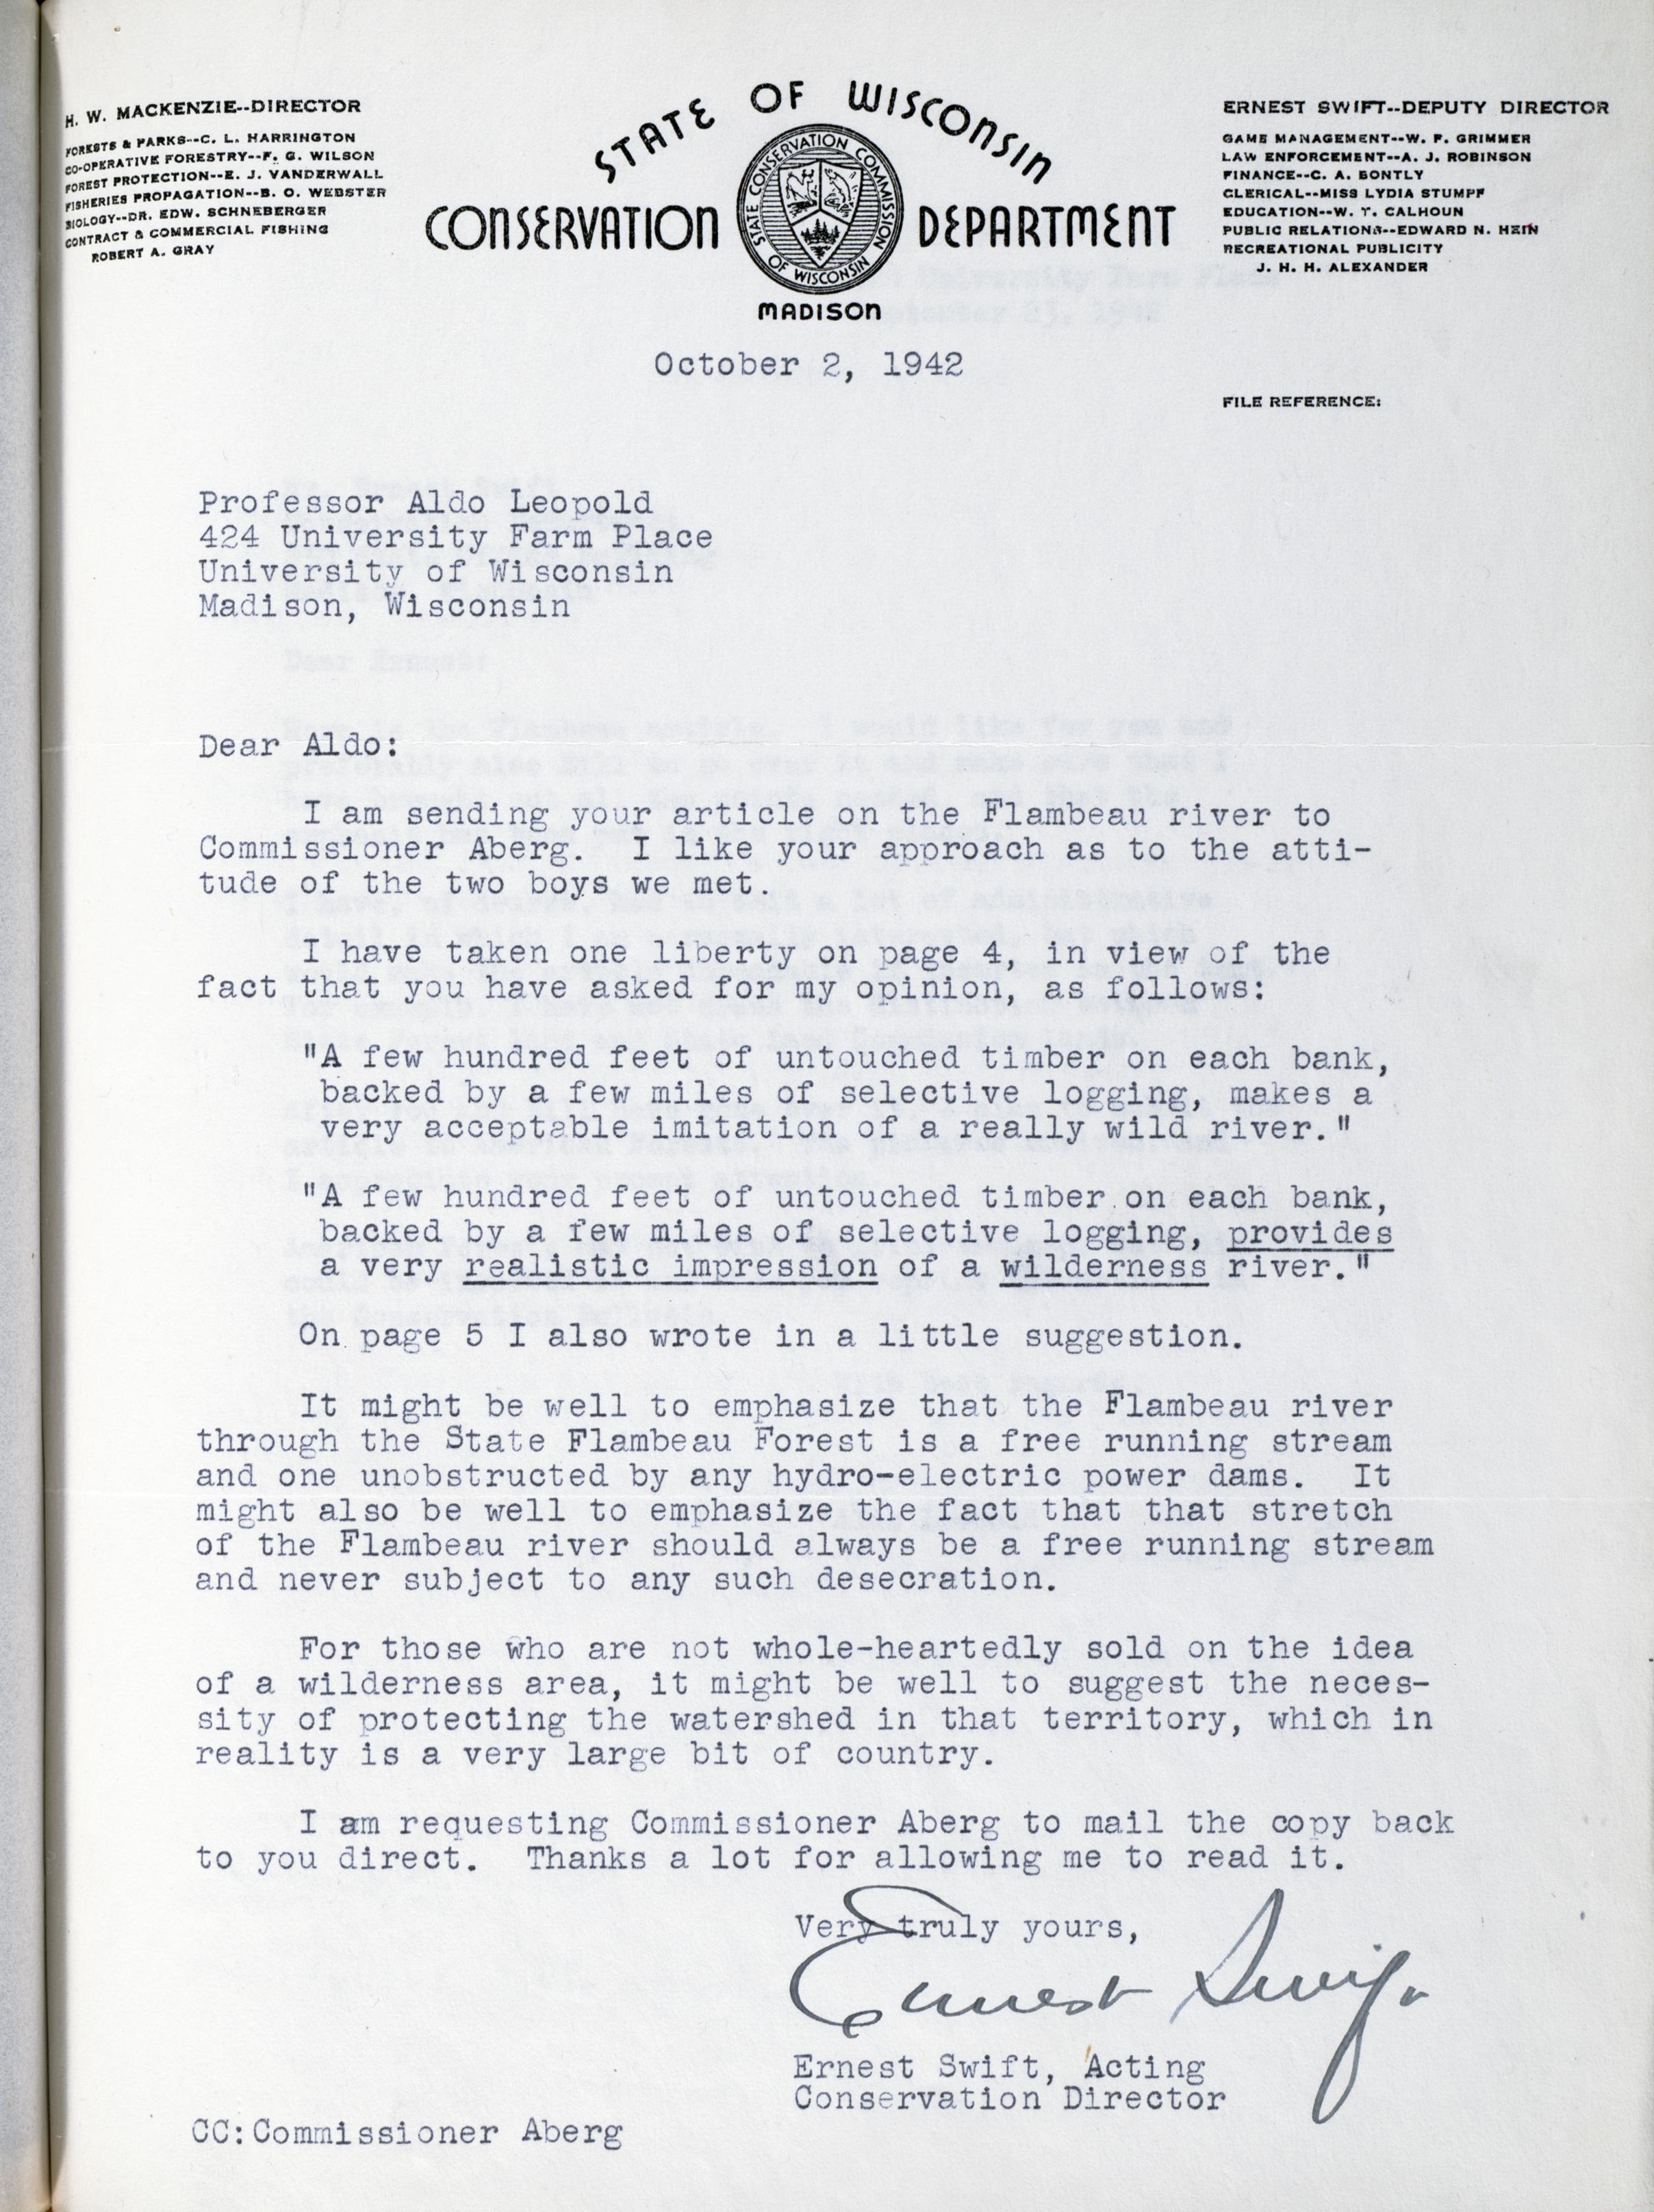 H. W. MACKENZIE--DIRECTOR
FORESTS & PARKS--C. L. HARRINGTON
CO-OPERATIVE FORESTRY--F. G. WILSON
FOREST PROTECTION--E. J. VANDERWALL
FISHERIES PROPAGATION--B. O. WEBSTER
BIOLOGY--DR. EDW. SCHNEBERGER
CONTRACT & COMMERCIAL FISHING
ROBERT A. GRAY
STATE OF WISCONSIN
CONSERVATION DEPARTMENT
STATE CONSERVATION COMMISSION
OF WISCONSIN
MADISON
ERNEST SWIFT--DEPUTY DIRECTOR
GAME MANAGEMENT--W. F. GRIMMER
LAW ENFORCEMENT--A. J. ROBINSON
FINANCE--C. A. BONTLY
CLERICAL--MISS LYDIA STUMPF
EDUCATION--W. T. CALHOUN
PUBLIC RELATIONS--EDWARD N. HEIN
RECREATIONAL PUBLICITY
J. H. H. ALEXANDER
October 2, 1942
FILE REFERENCE:
Professor Aldo Leopold
424 University Farm Place
University of Wisconsin
Madison, Wisconsin
Dear Aldo:
I am sending your article on the Flambeau river to
Commissioner Aberg. I like your approach as to the atti-
tude of the two boys we met.
I have taken one liberty on page 4, in view of the
fact that you have asked for my opinion, as follows:
"A few hundred feet of untouched timber on each bank,
backed by a few miles of selective logging, makes a
very acceptable imitation of a really wild river."
"A few hundred feet of untouched timber on each bank,
backed by a few miles of selective logging, provides
a very realistic impression of a wilderness river."
On page 5 I also wrote in a little suggestion.
It might be well to emphasize that the Flambeau river
through the State Flambeau Forest is a free running stream
and one unobstructed by any hydro-electric power dams. It
might also be well to emphasize the fact that that stretch
of the Flambeau river should always be a free running stream
and never subject to any such desecration.
For those who are not whole-heartedly sold on the idea
of a wilderness area, it might be well to suggest the neces-
sity of protecting the watershed in that territory, which in
reality is a very large bit of country.
I am requesting Commissioner Aberg to mail the copy back
to you direct. Thanks a lot for allowing me to read it.
Very truly yours,
Ernest Swift
Ernest Swift, Acting
Conservation Director
CC:Commissioner Aberg